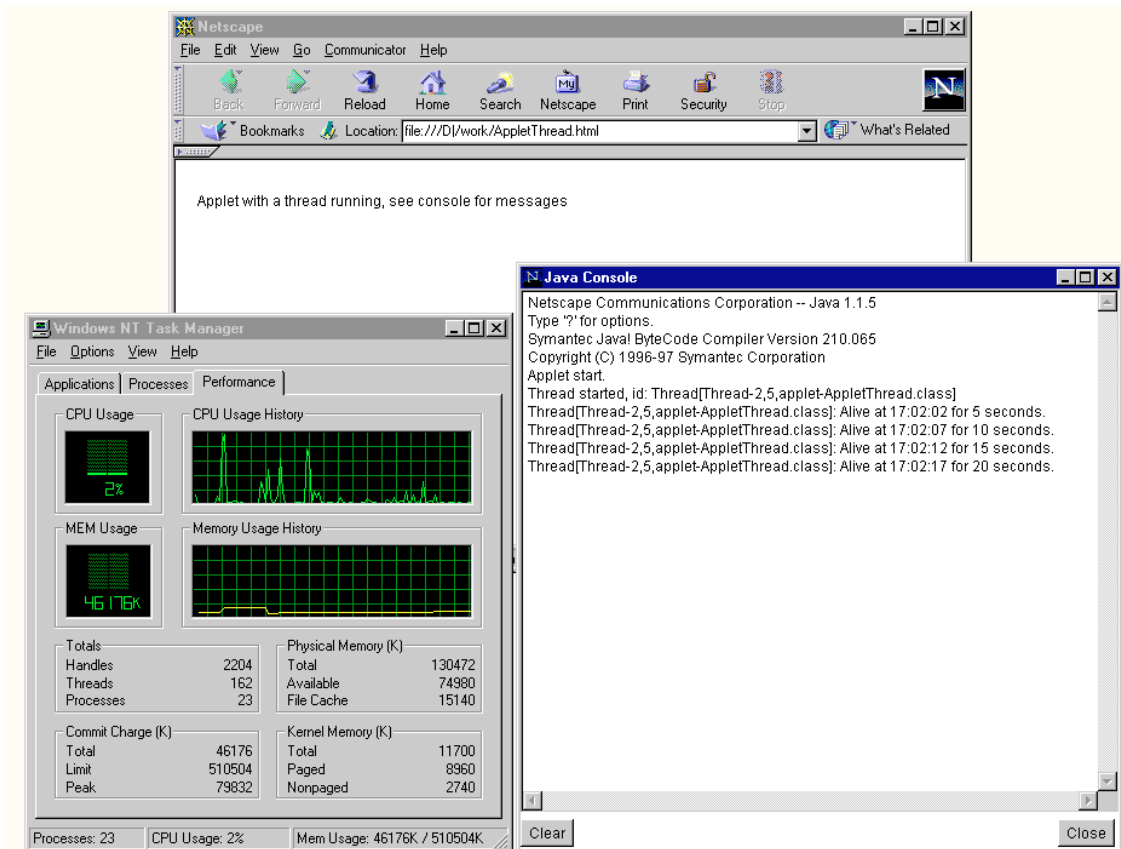 Netscape
File Edit View Go Communicator Help
My
N
Back Forward Reload Home Search Netscape Print Security Stop
Bookmarks Location: file:///D|/work/AppletThread.html What's Related
Applet with a thread running, see console for messages
N Java Console
Netscape Communications Corporation -- Java 1.1.5
Type '?' for options.
Symantec Java! ByteCode Compiler Version 210.065
Copyright (C) 1996-97 Symantec Corporation
Applet start.
Thread started, id: Thread[Thread-2,5,applet-AppletThread.class]
Thread[Thread-2,5,applet-AppletThread.class]: Alive at 17:02:02 for 5 seconds.
Thread[Thread-2,5,applet-AppletThread.class]: Alive at 17:02:07 for 10 seconds.
Thread[Thread-2,5,applet-AppletThread.class]: Alive at 17:02:12 for 15 seconds.
Thread[Thread-2,5,applet-AppletThread.class]: Alive at 17:02:17 for 20 seconds.
Clear Close
Windows NT Task Manager
File Options View Help
Applications Processes Performance
CPU Usage CPU Usage History
2%
MEM Usage Memory Usage History
46176K
Totals
Handles 2204
Threads 162
Processes 23
Physical Memory (K)
Total 130472
Available 74980
File Cache 15140
Commit Charge (K)
Total 46176
Limit 510504
Peak 79832
Kernel Memory (K)
Total 11700
Paged 8960
Nonpaged 2740
Processes: 23 CPU Usage: 2% Mem Usage: 46176K / 510504K